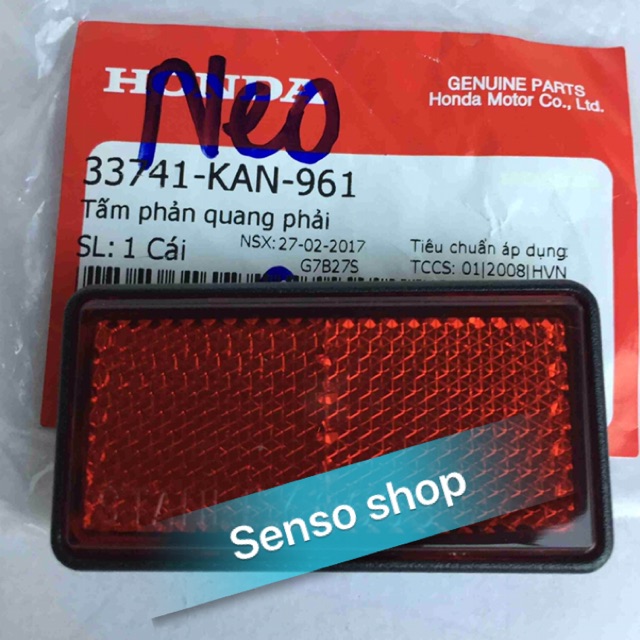 HONDA
Neo
GENUINE PARTS
Honda Motor Co., Ltd.
33741-KAN-961
Tấm phản quang phải
SL: 1 Cái
NSX: 27-02-2017
G7B27S
Tiêu chuẩn áp dụng:
TCCS: 01|2008|HVN
STANLEY
Senso shop